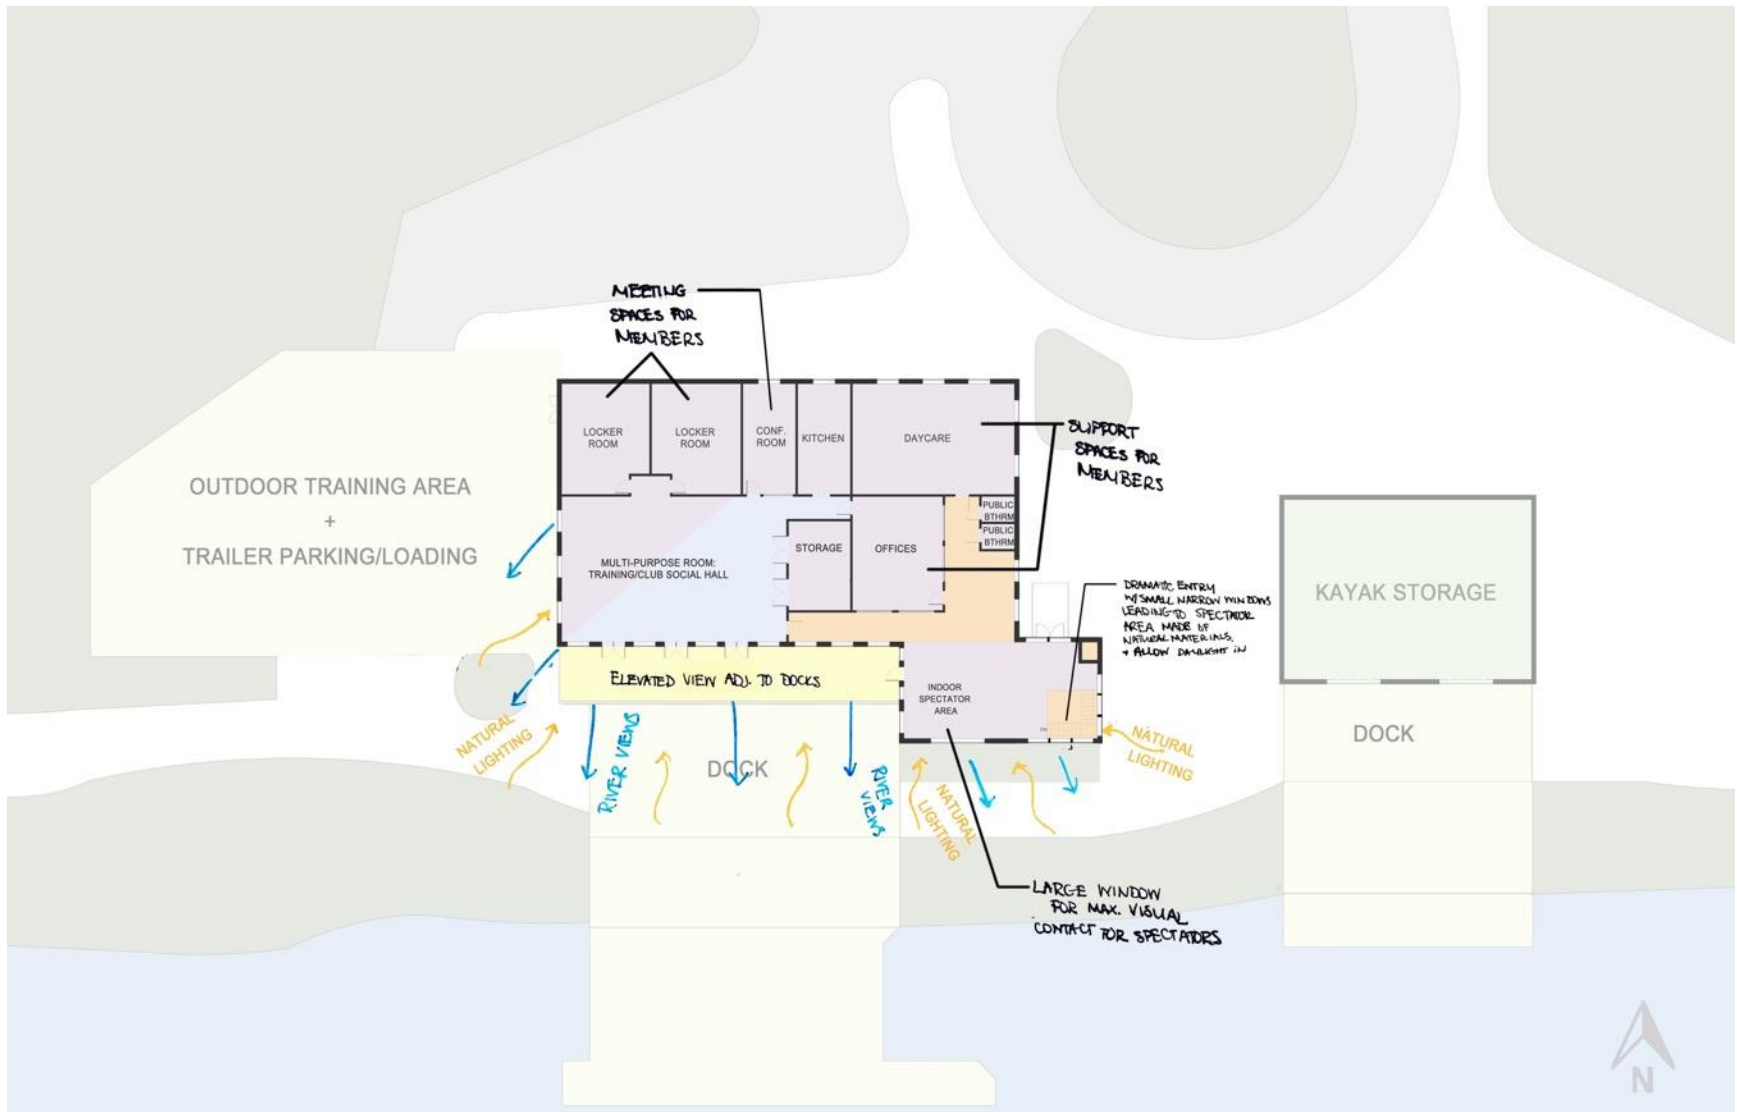 MEETING
SPACES FOR
MEMBERS
LOCKER
ROOM
LOCKER
ROOM
CONF.
ROOM
KITCHEN
DAYCARE
SUPPORT
SPACES FOR
MEMBERS
OUTDOOR TRAINING AREA
+
TRAILER PARKING/LOADING
PUBLIC
BTHRM
PUBLIC
BTHRM
STORAGE
OFFICES
MULTI-PURPOSE ROOM:
TRAINING/CLUB SOCIAL HALL
DRAMATIC ENTRY
W/ SMALL NARROW WINDOWS
LEADING TO SPECTATOR
AREA MADE OF
NATURAL MATERIALS.
+ ALLOW DAYLIGHT IN
KAYAK STORAGE
ELEVATED VIEW ADJ. TO DOCKS
INDOOR
SPECTATOR
AREA
NATURAL
LIGHTING
RIVER VIEWS
DOCK
RIVER
VIEWS
NATURAL
LIGHTING
NATURAL
LIGHTING
DOCK
LARGE WINDOW
FOR MAX. VISUAL
CONTACT FOR SPECTATORS
N